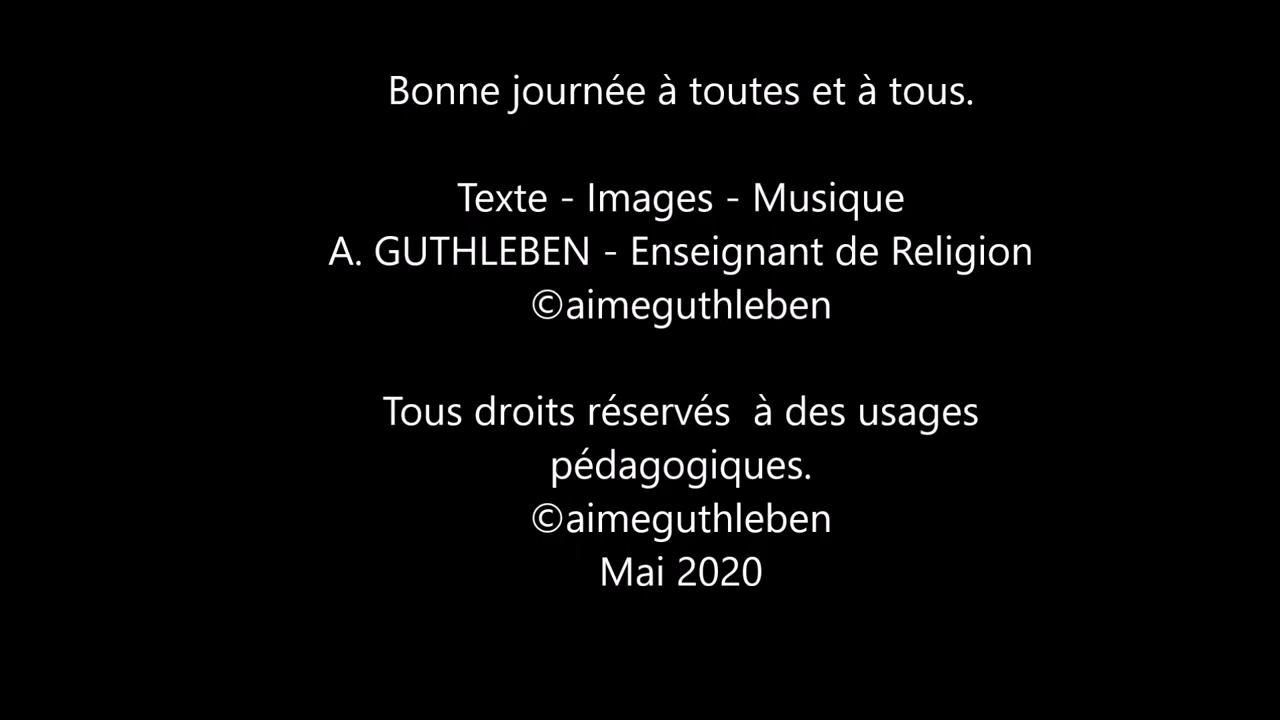 Bonne journée à toutes et à tous.
Texte - Images - Musique
A. GUTHLEBEN - Enseignant de Religion
©aimeguthleben
Tous droits réservés  à des usages
pédagogiques.
©aimeguthleben
Mai 2020